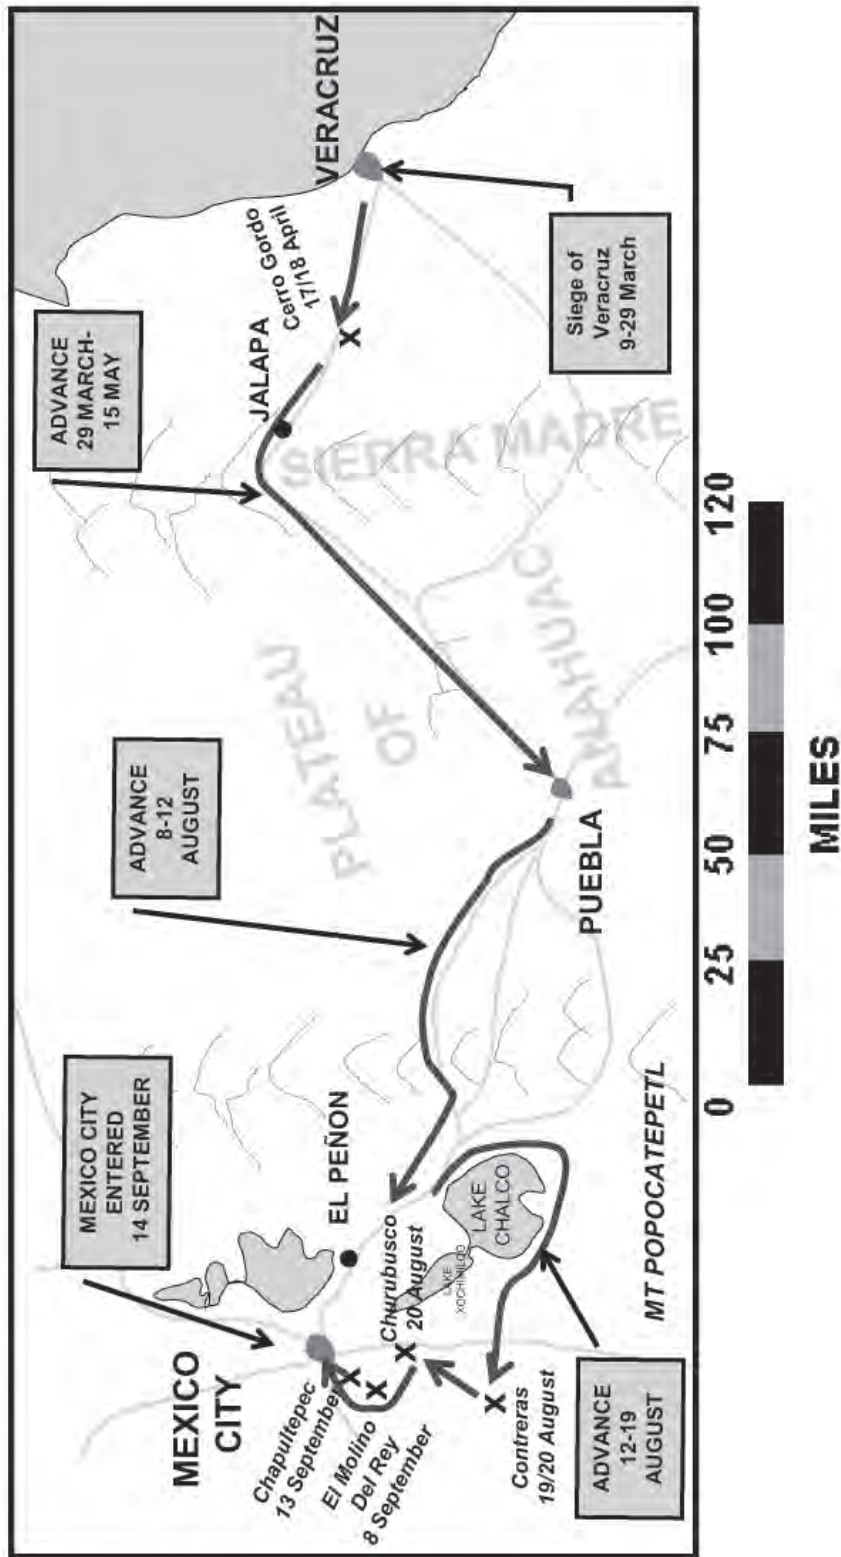 MEXICO CITY
ENTERED
14 SEPTEMBER
ADVANCE
8-12
AUGUST
ADVANCE
29 MARCH-
15 MAY
MEXICO
CITY
EL PEÑON
JALAPA
Cerro Gordo
17/18 April
VERACRUZ
Chapultepec
13 September
El Molino
Del Rey
8 September
Churubusco
20 August
LAKE
XOCHIMILCO
LAKE
CHALCO
PLATEAU
OF
ANAHUAC
SIERRA MADRE
Contreras
19/20 August
PUEBLA
Siege of
Veracruz
9-29 March
ADVANCE
12-19
AUGUST
MT POPOCATEPETL
X
X
X
X
X
0 25 50 75 100 120
MILES